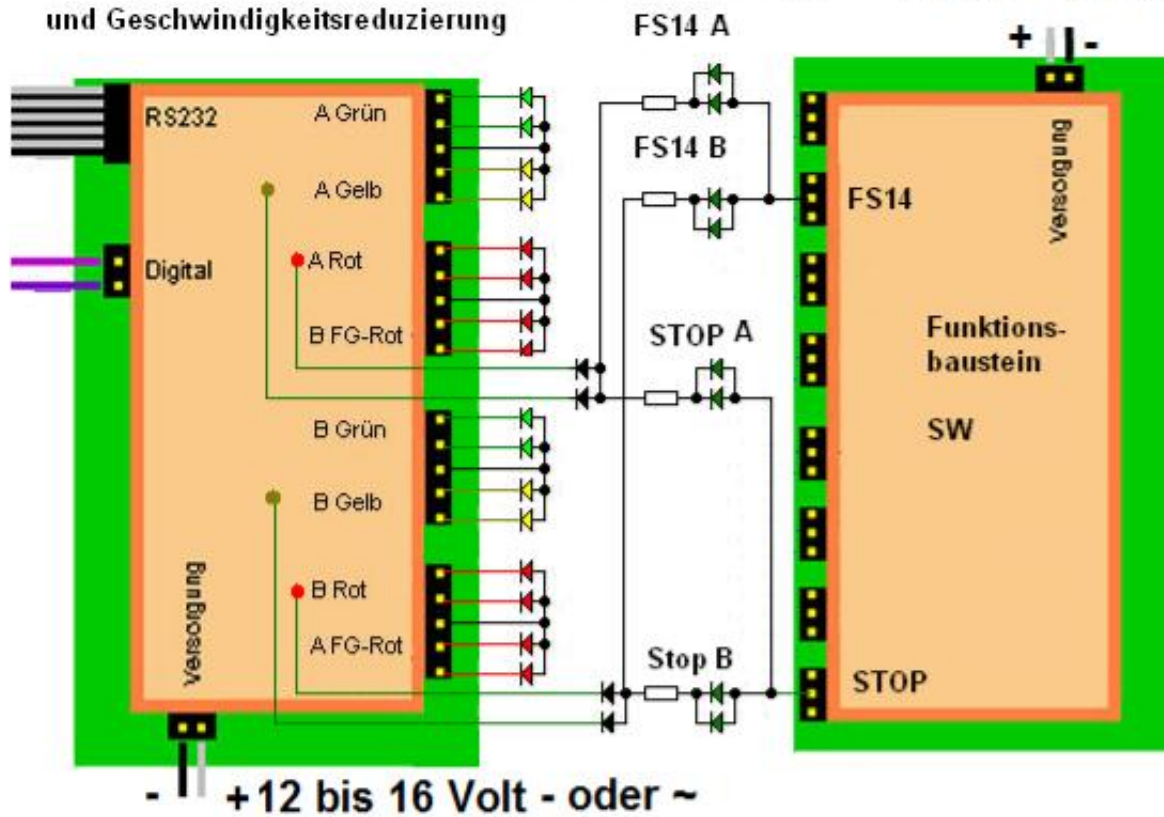 und Geschwindigkeitsreduzierung
FS14 A
+ -
RS232
A Grün
FS14 B
Versorgung
A Gelb
FS14
Digital
A Rot
B FG-Rot
STOP A
Funktions-
baustein
B Grün
SW
B Gelb
Versorgung
B Rot
A FG-Rot
Stop B
STOP
- + 12 bis 16 Volt - oder ~